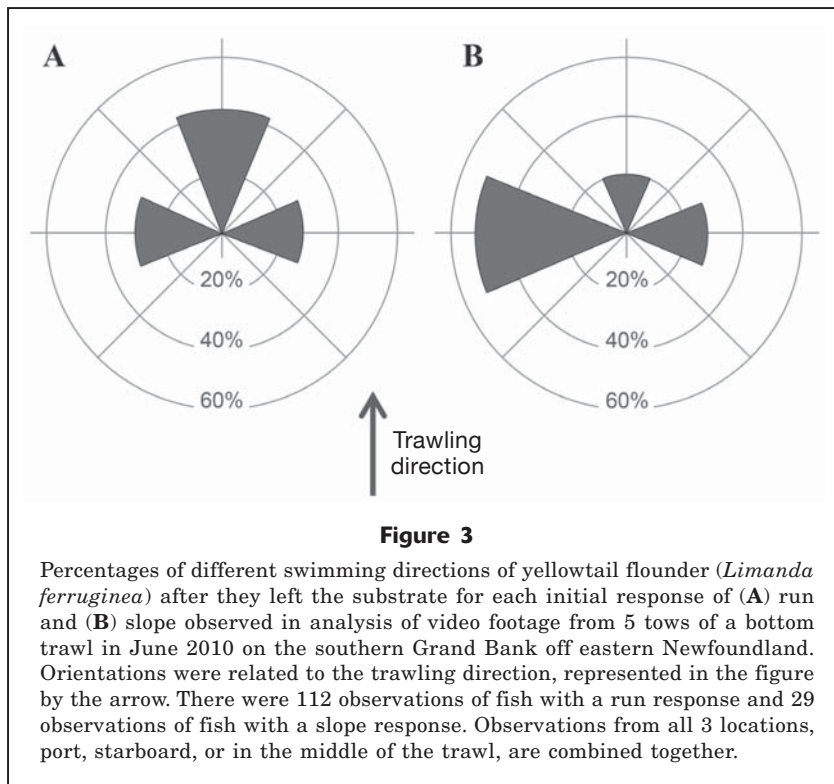 A
B
20%
20%
40%
40%
60%
60%
Trawling
direction
Figure 3
Percentages of different swimming directions of yellowtail flounder (Limanda
ferruginea) after they left the substrate for each initial response of (A) run
and (B) slope observed in analysis of video footage from 5 tows of a bottom
trawl in June 2010 on the southern Grand Bank off eastern Newfoundland.
Orientations were related to the trawling direction, represented in the figure
by the arrow. There were 112 observations of fish with a run response and 29
observations of fish with a slope response. Observations from all 3 locations,
port, starboard, or in the middle of the trawl, are combined together.